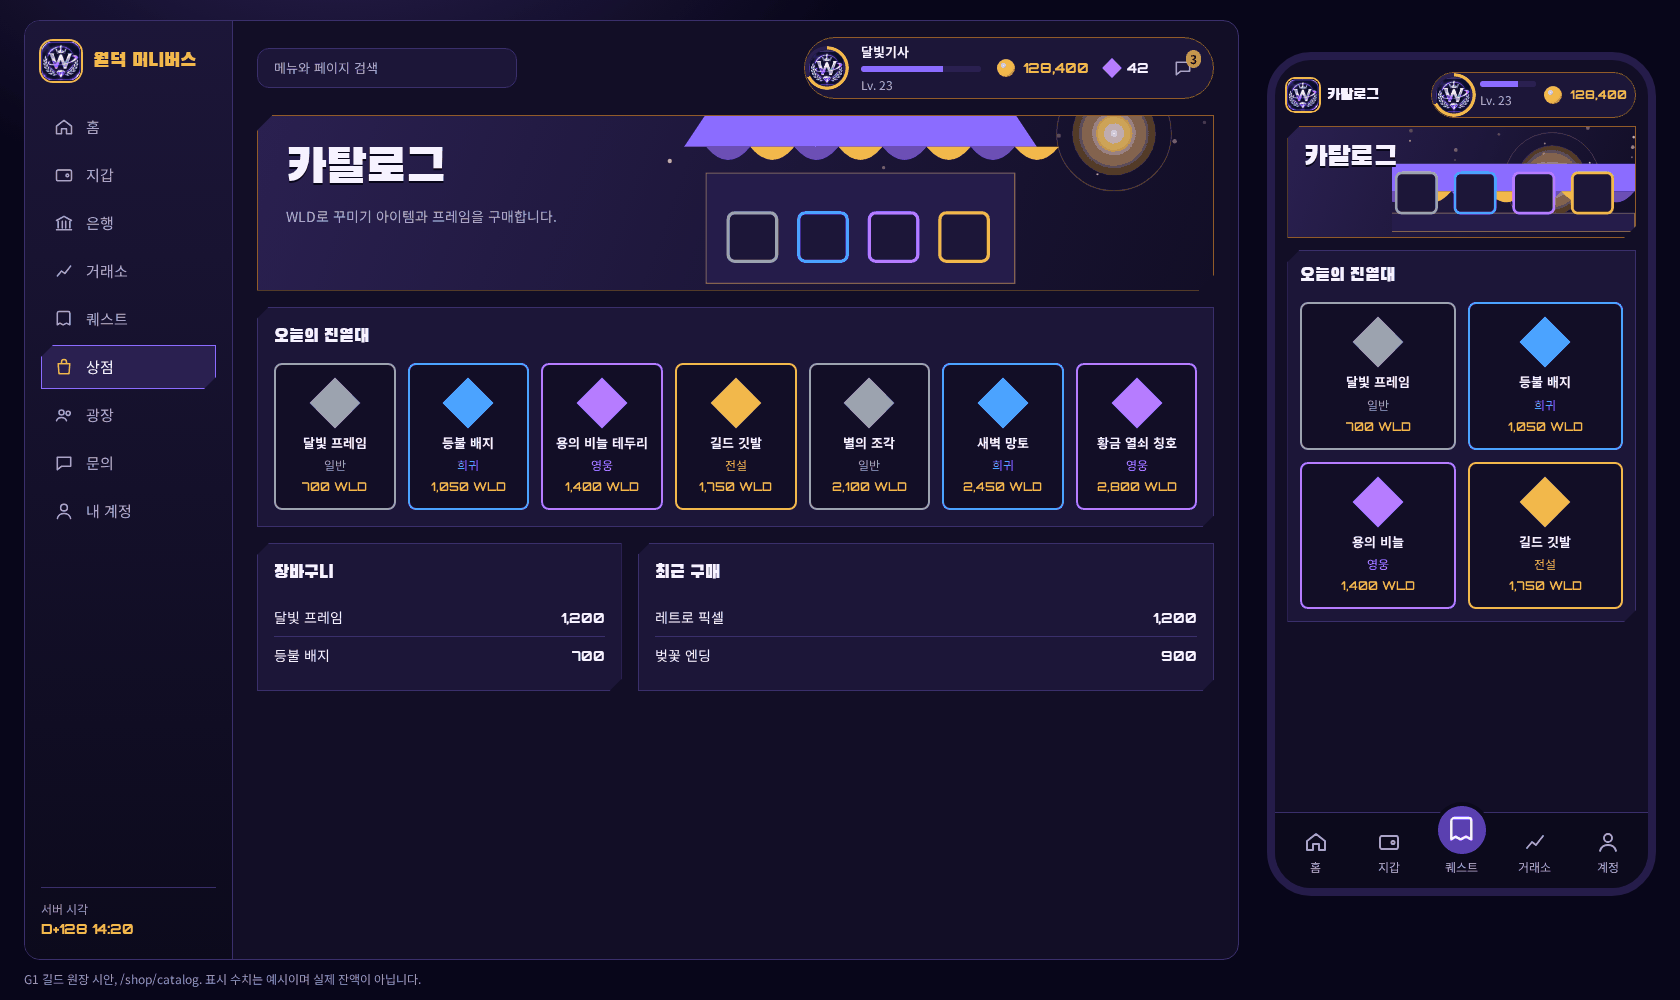 원덕 머니버스
홈
지갑
은행
거래소
퀘스트
상점
광장
문의
내 계정
서버 시각
D+128 14:20
메뉴와 페이지 검색
달빛기사
Lv. 23
128,400
42
3
카탈로그
WLD로 꾸미기 아이템과 프레임을 구매합니다.
오늘의 진열대
달빛 프레임
일반
700 WLD
등불 배지
희귀
1,050 WLD
용의 비늘 테두리
영웅
1,400 WLD
길드 깃발
전설
1,750 WLD
별의 조각
일반
2,100 WLD
새벽 망토
희귀
2,450 WLD
황금 열쇠 칭호
영웅
2,800 WLD
장바구니
달빛 프레임 1,200
등불 배지 700
최근 구매
레트로 픽셀 1,200
벚꽃 엔딩 900
카탈로그
Lv. 23
128,400
카탈로그
오늘의 진열대
달빛 프레임
일반
700 WLD
등불 배지
희귀
1,050 WLD
용의 비늘
영웅
1,400 WLD
길드 깃발
전설
1,750 WLD
홈
지갑
퀘스트
거래소
계정
G1 길드 원장 시안, /shop/catalog. 표시 수치는 예시이며 실제 잔액이 아닙니다.